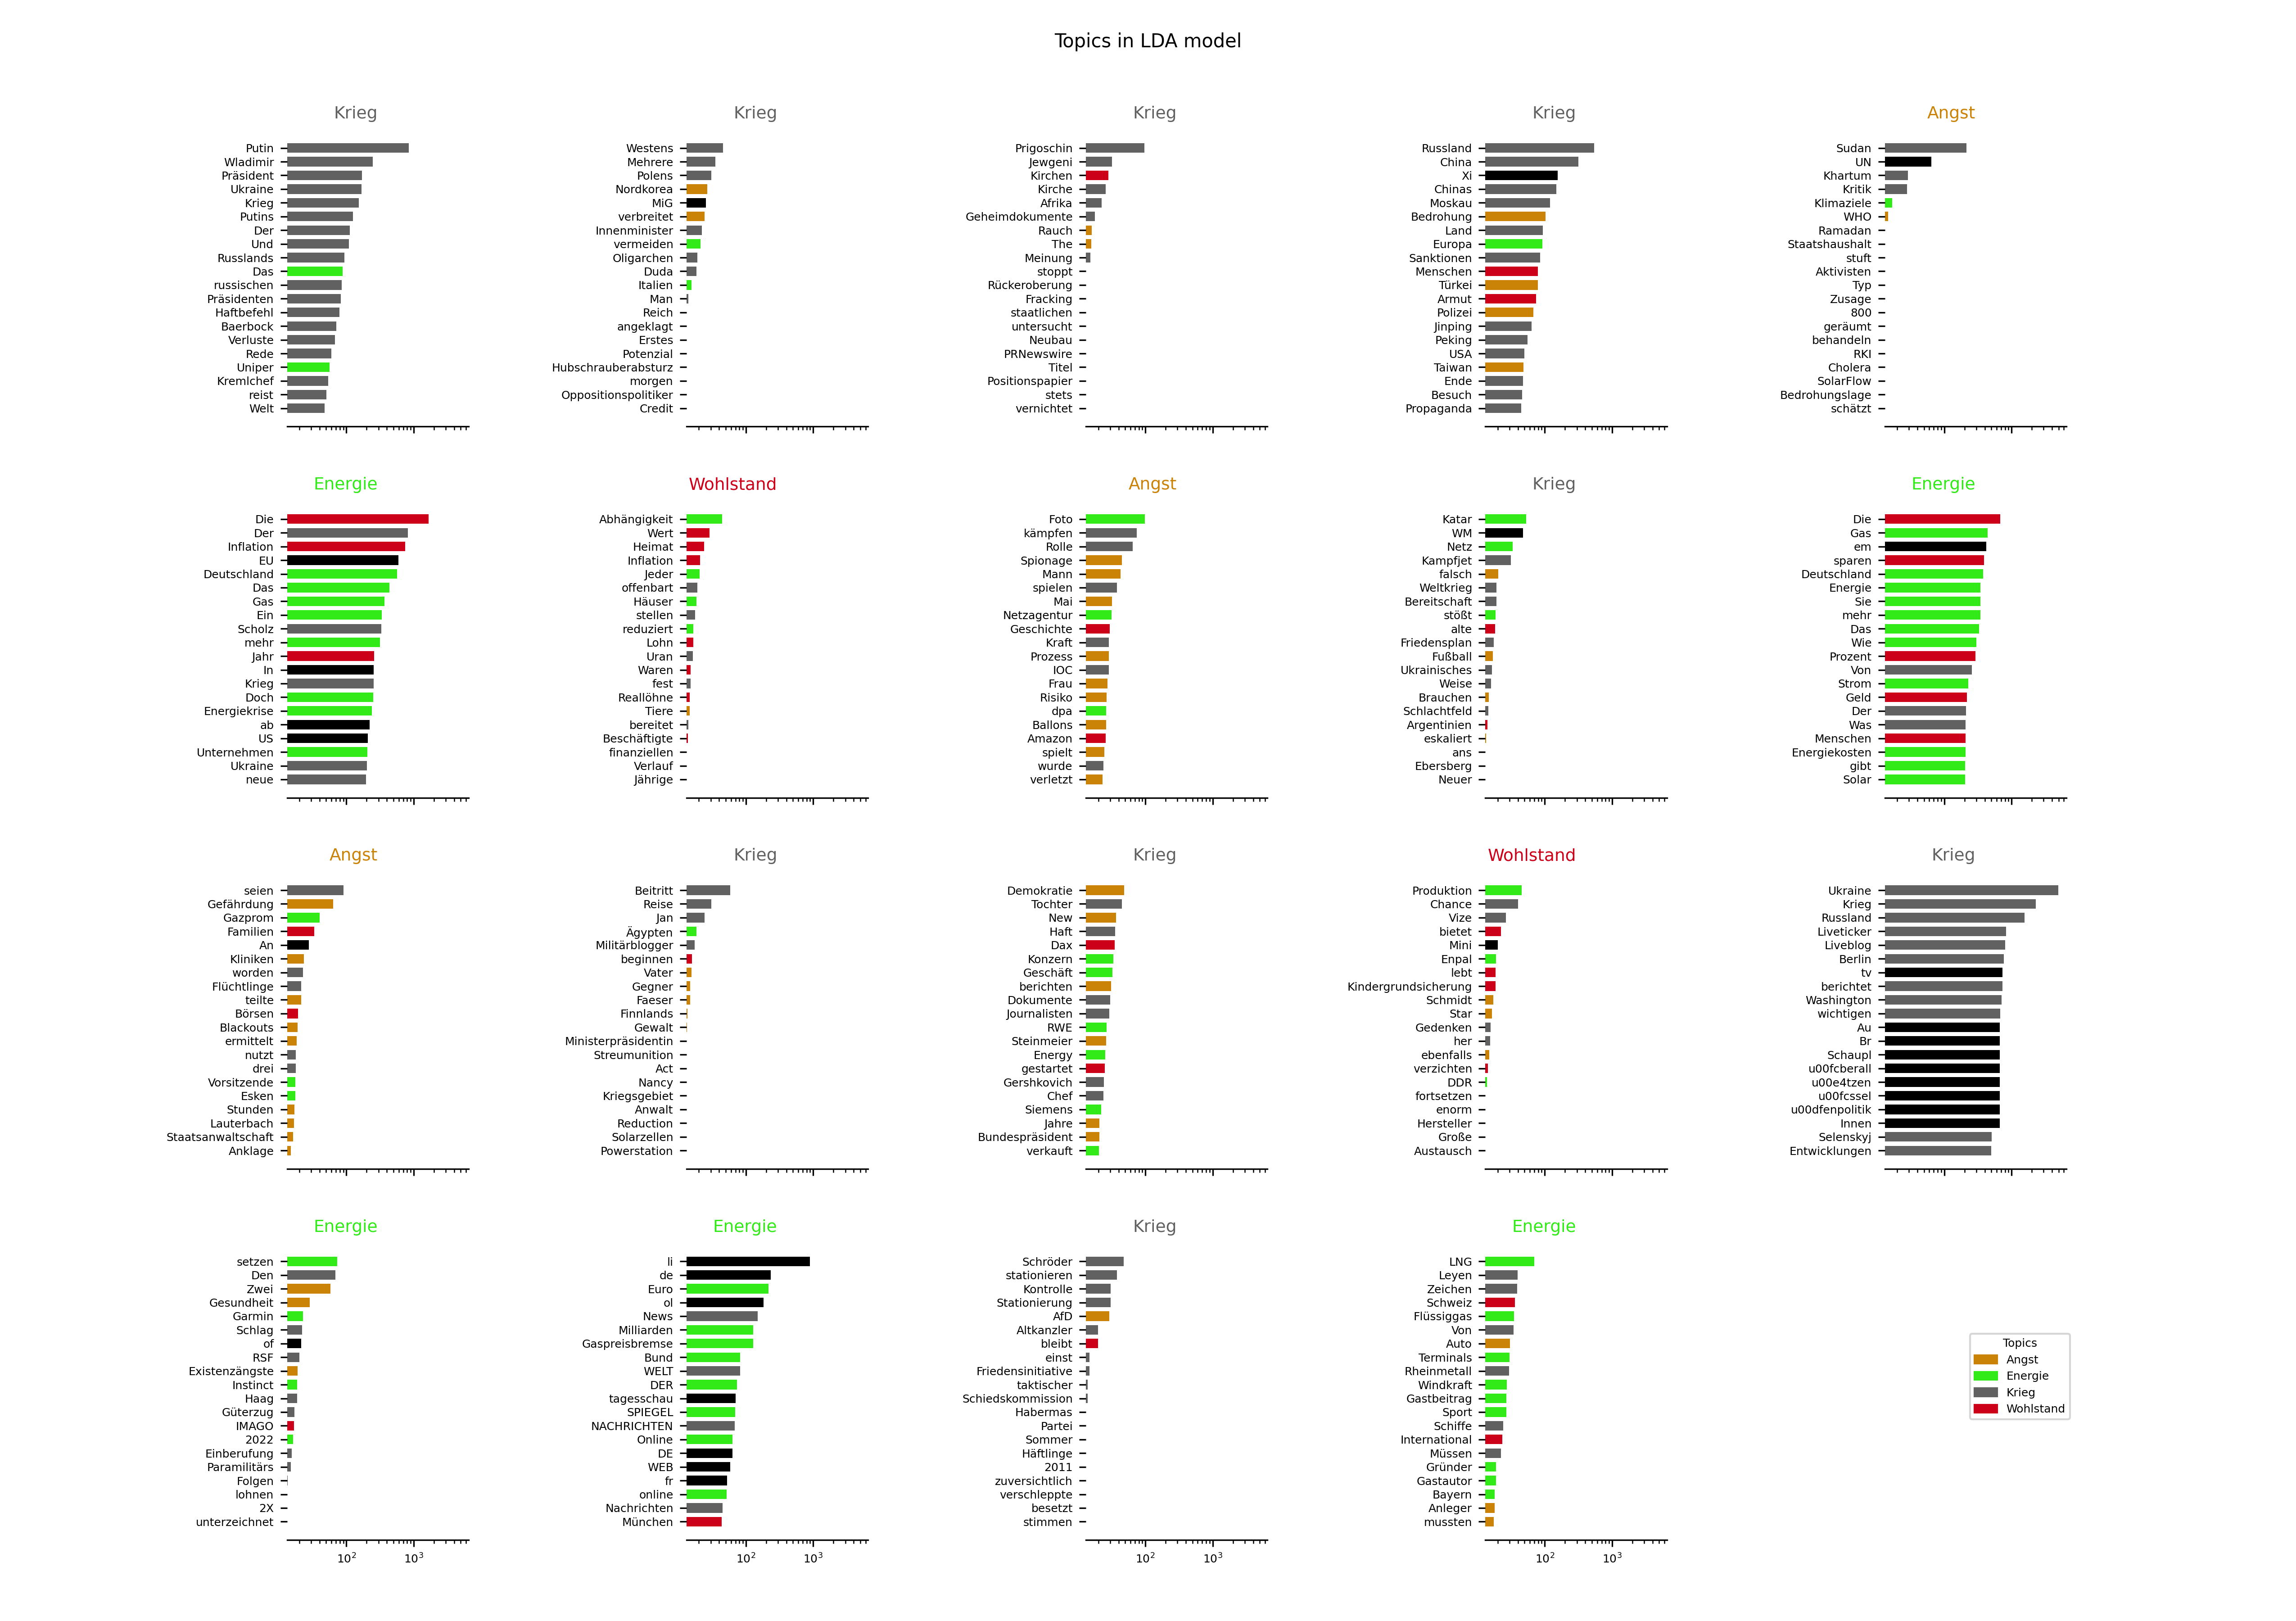 Topics in LDA model
Krieg
Putin
Wladimir
Präsident
Ukraine
Krieg
Putins
Der
Und
Russlands
Das
russischen
Präsidenten
Haftbefehl
Baerbock
Verluste
Rede
Uniper
Kremlchef
reist
Welt
Krieg
Westens
Mehrere
Polens
Nordkorea
MiG
verbreitet
Innenminister
vermeiden
Oligarchen
Duda
Italien
Man
Reich
angeklagt
Erstes
Potenzial
Hubschrauberabsturz
morgen
Oppositionspolitiker
Credit
Krieg
Prigoschin
Jewgeni
Kirchen
Kirche
Afrika
Geheimdokumente
Rauch
The
Meinung
stoppt
Rückeroberung
Fracking
staatlichen
untersucht
Neubau
PRNewswire
Titel
Positionspapier
stets
vernichtet
Krieg
Russland
China
Xi
Chinas
Moskau
Bedrohung
Land
Europa
Sanktionen
Menschen
Türkei
Armut
Polizei
Jinping
Peking
USA
Taiwan
Ende
Besuch
Propaganda
Angst
Sudan
UN
Khartum
Kritik
Klimaziele
WHO
Ramadan
Staatshaushalt
stuft
Aktivisten
Typ
Zusage
800
geräumt
behandeln
RKI
Cholera
SolarFlow
Bedrohungslage
schätzt
Energie
Die
Der
Inflation
EU
Deutschland
Das
Gas
Ein
Scholz
mehr
Jahr
In
Krieg
Doch
Energiekrise
ab
US
Unternehmen
Ukraine
neue
Wohlstand
Abhängigkeit
Wert
Heimat
Inflation
Jeder
offenbart
Häuser
stellen
reduziert
Lohn
Uran
Waren
fest
Reallöhne
Tiere
bereitet
Beschäftigte
finanziellen
Verlauf
Jährige
Angst
Foto
kämpfen
Rolle
Spionage
Mann
spielen
Mai
Netzagentur
Geschichte
Kraft
Prozess
IOC
Frau
Risiko
dpa
Ballons
Amazon
spielt
wurde
verletzt
Krieg
Katar
WM
Netz
Kampfjet
falsch
Weltkrieg
Bereitschaft
stößt
alte
Friedensplan
Fußball
Ukrainisches
Weise
Brauchen
Schlachtfeld
Argentinien
eskaliert
ans
Ebersberg
Neuer
Energie
Die
Gas
em
sparen
Deutschland
Energie
Sie
mehr
Das
Wie
Prozent
Von
Strom
Geld
Der
Was
Menschen
Energiekosten
gibt
Solar
Angst
seien
Gefährdung
Gazprom
Familien
An
Kliniken
worden
Flüchtlinge
teilte
Börsen
Blackouts
ermittelt
nutzt
drei
Vorsitzende
Esken
Stunden
Lauterbach
Staatsanwaltschaft
Anklage
Krieg
Beitritt
Reise
Jan
Ägypten
Militärblogger
beginnen
Vater
Gegner
Faeser
Finnlands
Gewalt
Ministerpräsidentin
Streumunition
Act
Nancy
Kriegsgebiet
Anwalt
Reduction
Solarzellen
Powerstation
Krieg
Demokratie
Tochter
New
Haft
Dax
Konzern
Geschäft
berichten
Dokumente
Journalisten
RWE
Steinmeier
Energy
gestartet
Gershkovich
Chef
Siemens
Jahre
Bundespräsident
verkauft
Wohlstand
Produktion
Chance
Vize
bietet
Mini
Enpal
lebt
Kindergrundsicherung
Schmidt
Star
Gedenken
her
ebenfalls
verzichten
DDR
fortsetzen
enorm
Hersteller
Große
Austausch
Krieg
Ukraine
Krieg
Russland
Liveticker
Liveblog
Berlin
tv
berichtet
Washington
wichtigen
Au
Br
Schaupl
u00fcberall
u00e4tzen
u00fcssel
u00dfenpolitik
Innen
Selenskyj
Entwicklungen
Energie
setzen
Den
Zwei
Gesundheit
Garmin
Schlag
of
RSF
Existenzängste
Instinct
Haag
Güterzug
IMAGO
2022
Einberufung
Paramilitärs
Folgen
lohnen
2X
unterzeichnet
10²
10³
Energie
li
de
Euro
ol
News
Milliarden
Gaspreisbremse
Bund
WELT
DER
tagesschau
SPIEGEL
NACHRICHTEN
Online
DE
WEB
fr
online
Nachrichten
München
10²
10³
Krieg
Schröder
stationieren
Kontrolle
Stationierung
AfD
Altkanzler
bleibt
einst
Friedensinitiative
taktischer
Schiedskommission
Habermas
Partei
Sommer
Häftlinge
2011
zuversichtlich
verschleppte
besetzt
stimmen
10²
10³
Energie
LNG
Leyen
Zeichen
Schweiz
Flüssiggas
Von
Auto
Terminals
Rheinmetall
Windkraft
Gastbeitrag
Sport
Schiffe
International
Müssen
Gründer
Gastautor
Bayern
Anleger
mussten
10²
10³
Topics
Angst
Energie
Krieg
Wohlstand